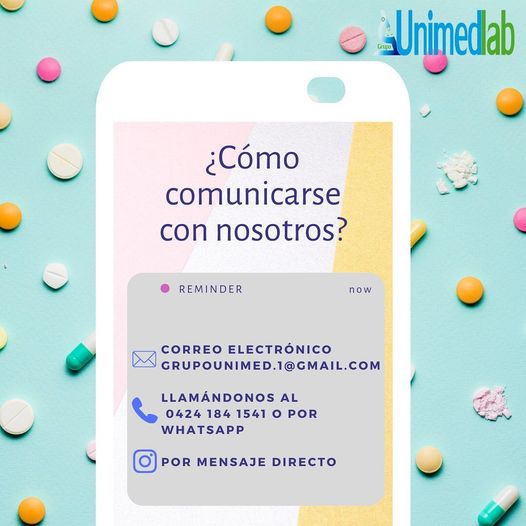 Grupo Unimedlab
¿Cómo
comunicarse
con nosotros?
REMINDER now
CORREO ELECTRÓNICO
GRUPOUNIMED.1@GMAIL.COM
LLAMÁNDONOS AL
0424 184 1541 O POR
WHATSAPP
POR MENSAJE DIRECTO